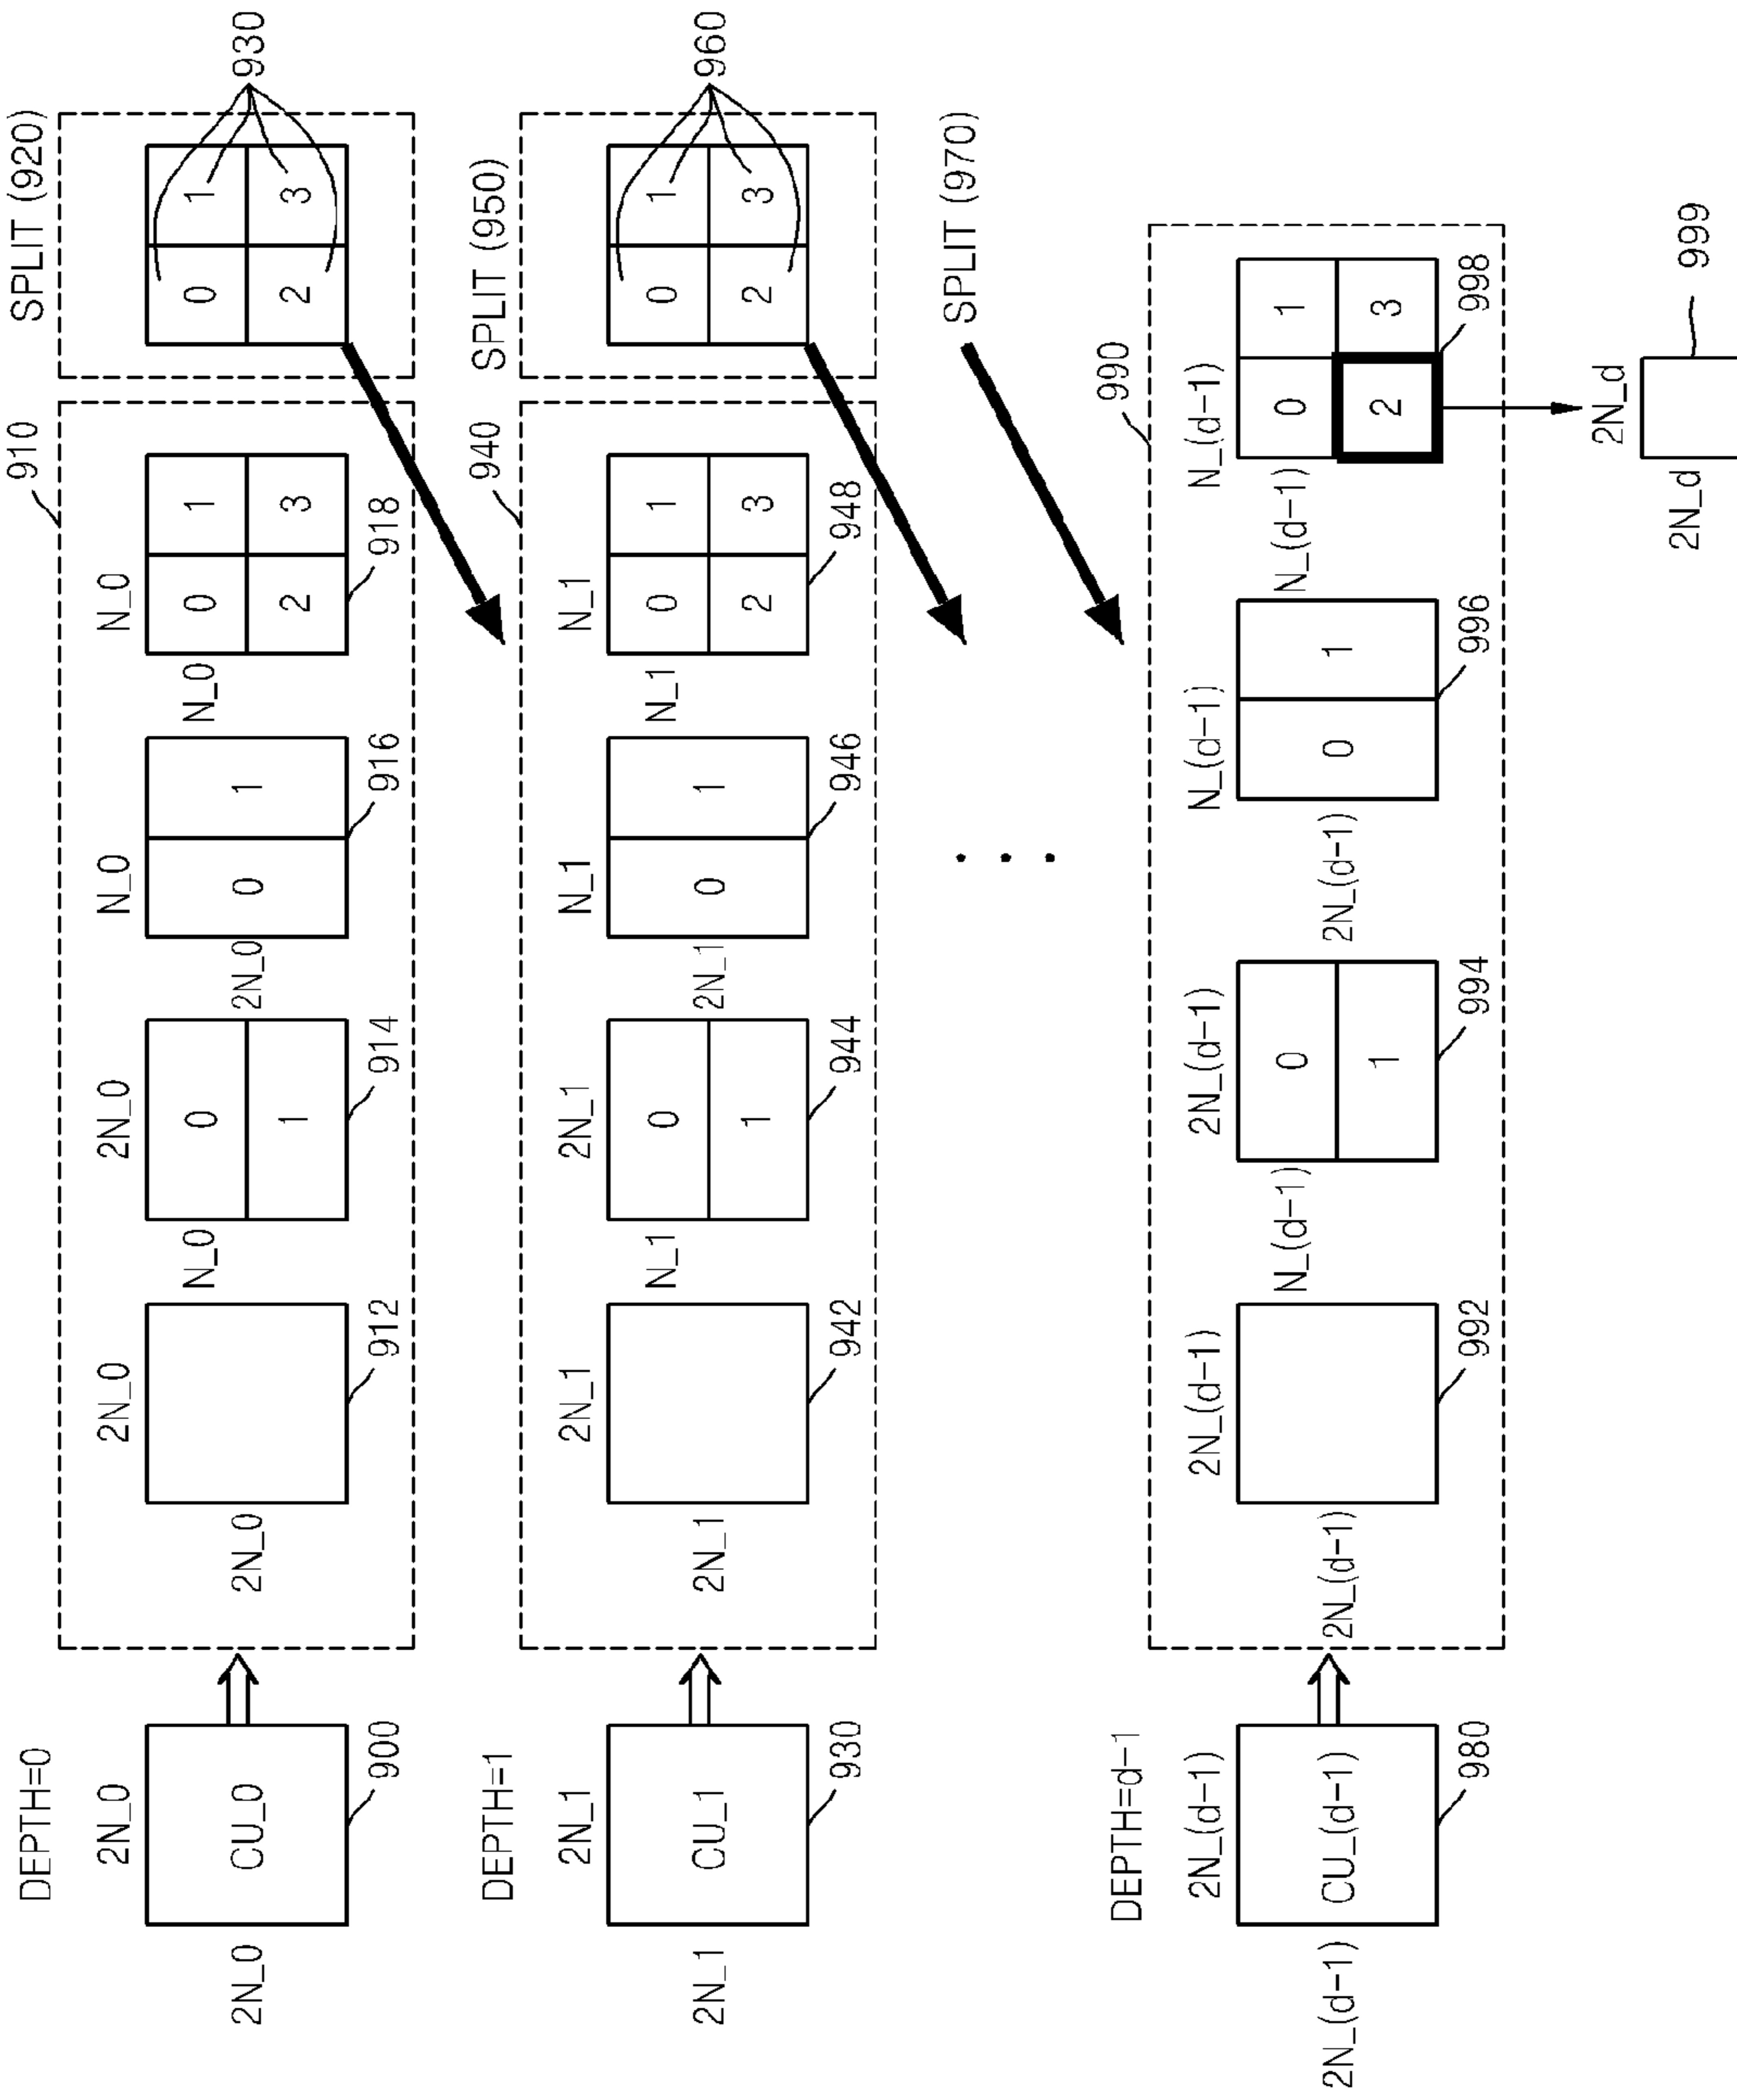 DEPTH=0
2N_0
2N_0
CU_0
900
910
2N_0
2N_0
912
2N_0
N_0
0
1
914
N_0
2N_0
0
1
916
N_0
N_0
0 1
2 3
918
SPLIT (920)
0 1
2 3
930
DEPTH=1
2N_1
2N_1
CU_1
930
940
2N_1
2N_1
942
2N_1
N_1
0
1
944
N_1
2N_1
0
1
946
N_1
N_1
0 1
2 3
948
SPLIT (950)
0 1
2 3
960
SPLIT (970)
DEPTH=d-1
2N_(d-1)
2N_(d-1)
CU_(d-1)
980
990
2N_(d-1)
2N_(d-1)
992
2N_(d-1)
N_(d-1)
0
1
994
N_(d-1)
2N_(d-1)
0
1
996
N_(d-1)
N_(d-1)
0 1
2 3
998
2N_d
2N_d
999